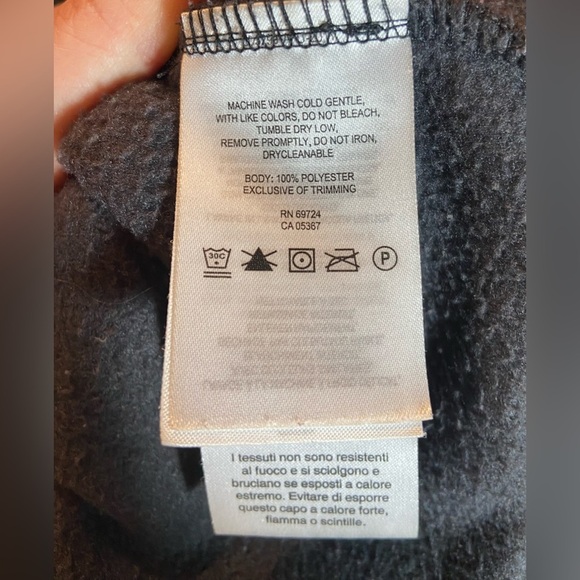 MACHINE WASH COLD GENTLE,
WITH LIKE COLORS, DO NOT BLEACH,
TUMBLE DRY LOW,
REMOVE PROMPTLY, DO NOT IRON,
DRYCLEANABLE
BODY: 100% POLYESTER
EXCLUSIVE OF TRIMMING
RN 69724
CA 05367
30C
P
I tessuti non sono resistenti
al fuoco e si sciolgono e
bruciano se esposti a calore
estremo. Evitare di esporre
questo capo a calore forte,
fiamma o scintille.